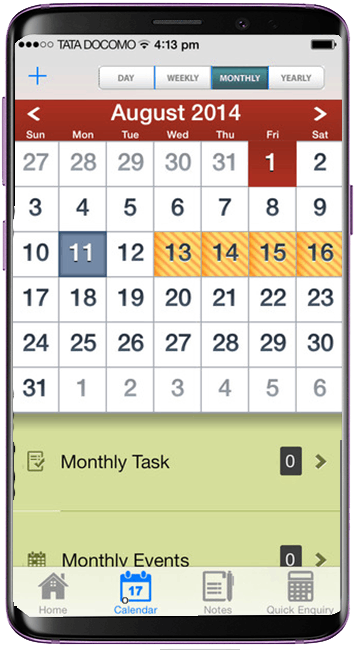 TATA DOCOMO 4:13 pm
+ DAY WEEKLY MONTHLY YEARLY
< August 2014 >
Sun Mon Tue Wed Thu Fri Sat
27 28 29 30 31 1 2
3 4 5 6 7 8 9
10 11 12 13 14 15 16
17 18 19 20 21 22 23
24 25 26 27 28 29 30
31 1 2 3 4 5 6
Monthly Task 0 >
Monthly Events 0 >
17
Home Calendar Notes Quick Enquiry